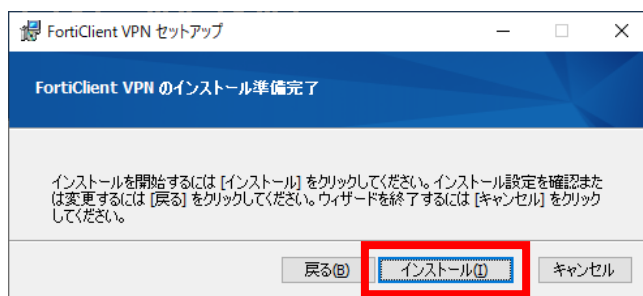 FortiClient VPN セットアップ
FortiClient VPN のインストール準備完了
インストールを開始するには [インストール] をクリックしてください。インストール設定を確認また
は変更するには [戻る] をクリックしてください。ウィザードを終了するには [キャンセル] をクリック
してください。
戻る(B) インストール(I) キャンセル